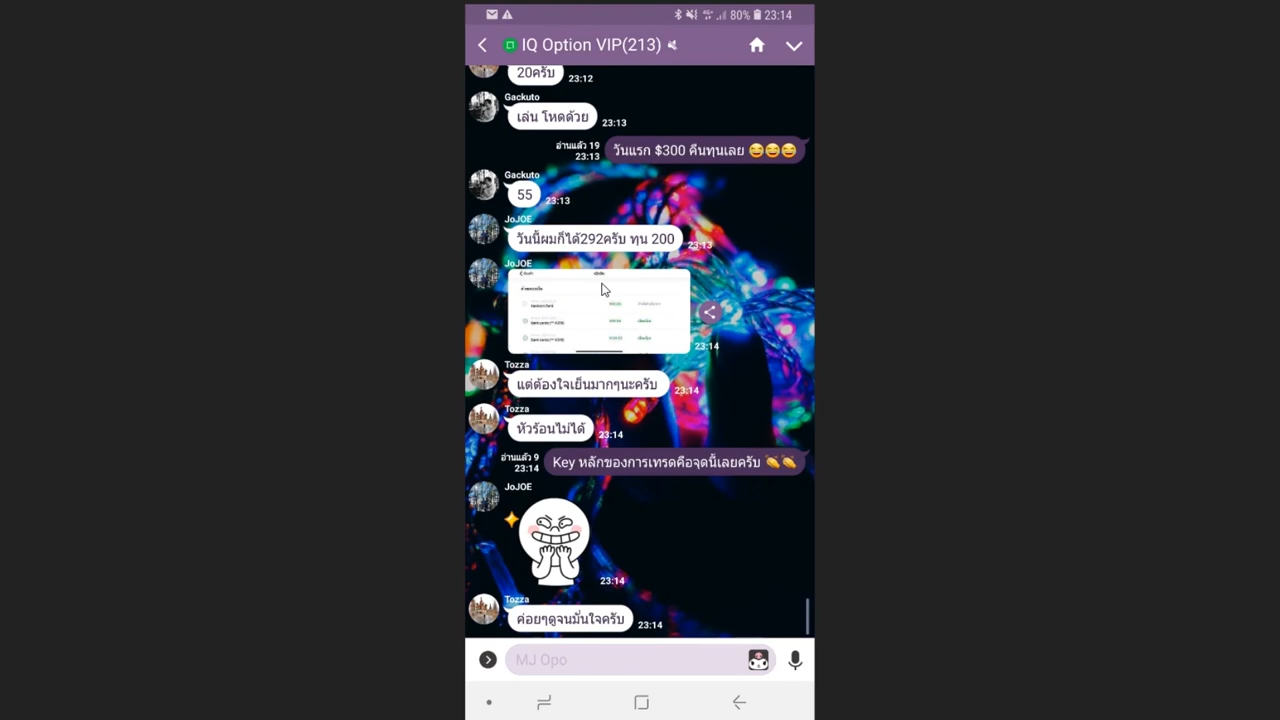 80% 23:14
IQ Option VIP(213)
20ครับ 23:12
Gackuto
เล่น โหดด้วย 23:13
อ่านแล้ว 19
23:13
วันแรก $300 คืนทุนเลย 😂😂😂
Gackuto
55 23:13
JoJOE
วันนี้ผมก็ได้292ครับ ทุน 200 23:13
JoJOE
23:14
Tozza
แต่ต้องใจเย็นมากๆนะครับ 23:14
Tozza
หัวร้อนไม่ได้ 23:14
อ่านแล้ว 9
23:14
Key หลักของการเทรดคือจุดนี้เลยครับ 👏👏
JoJOE
23:14
Tozza
ค่อยๆดูจนมั่นใจครับ 23:14
MJ Opo